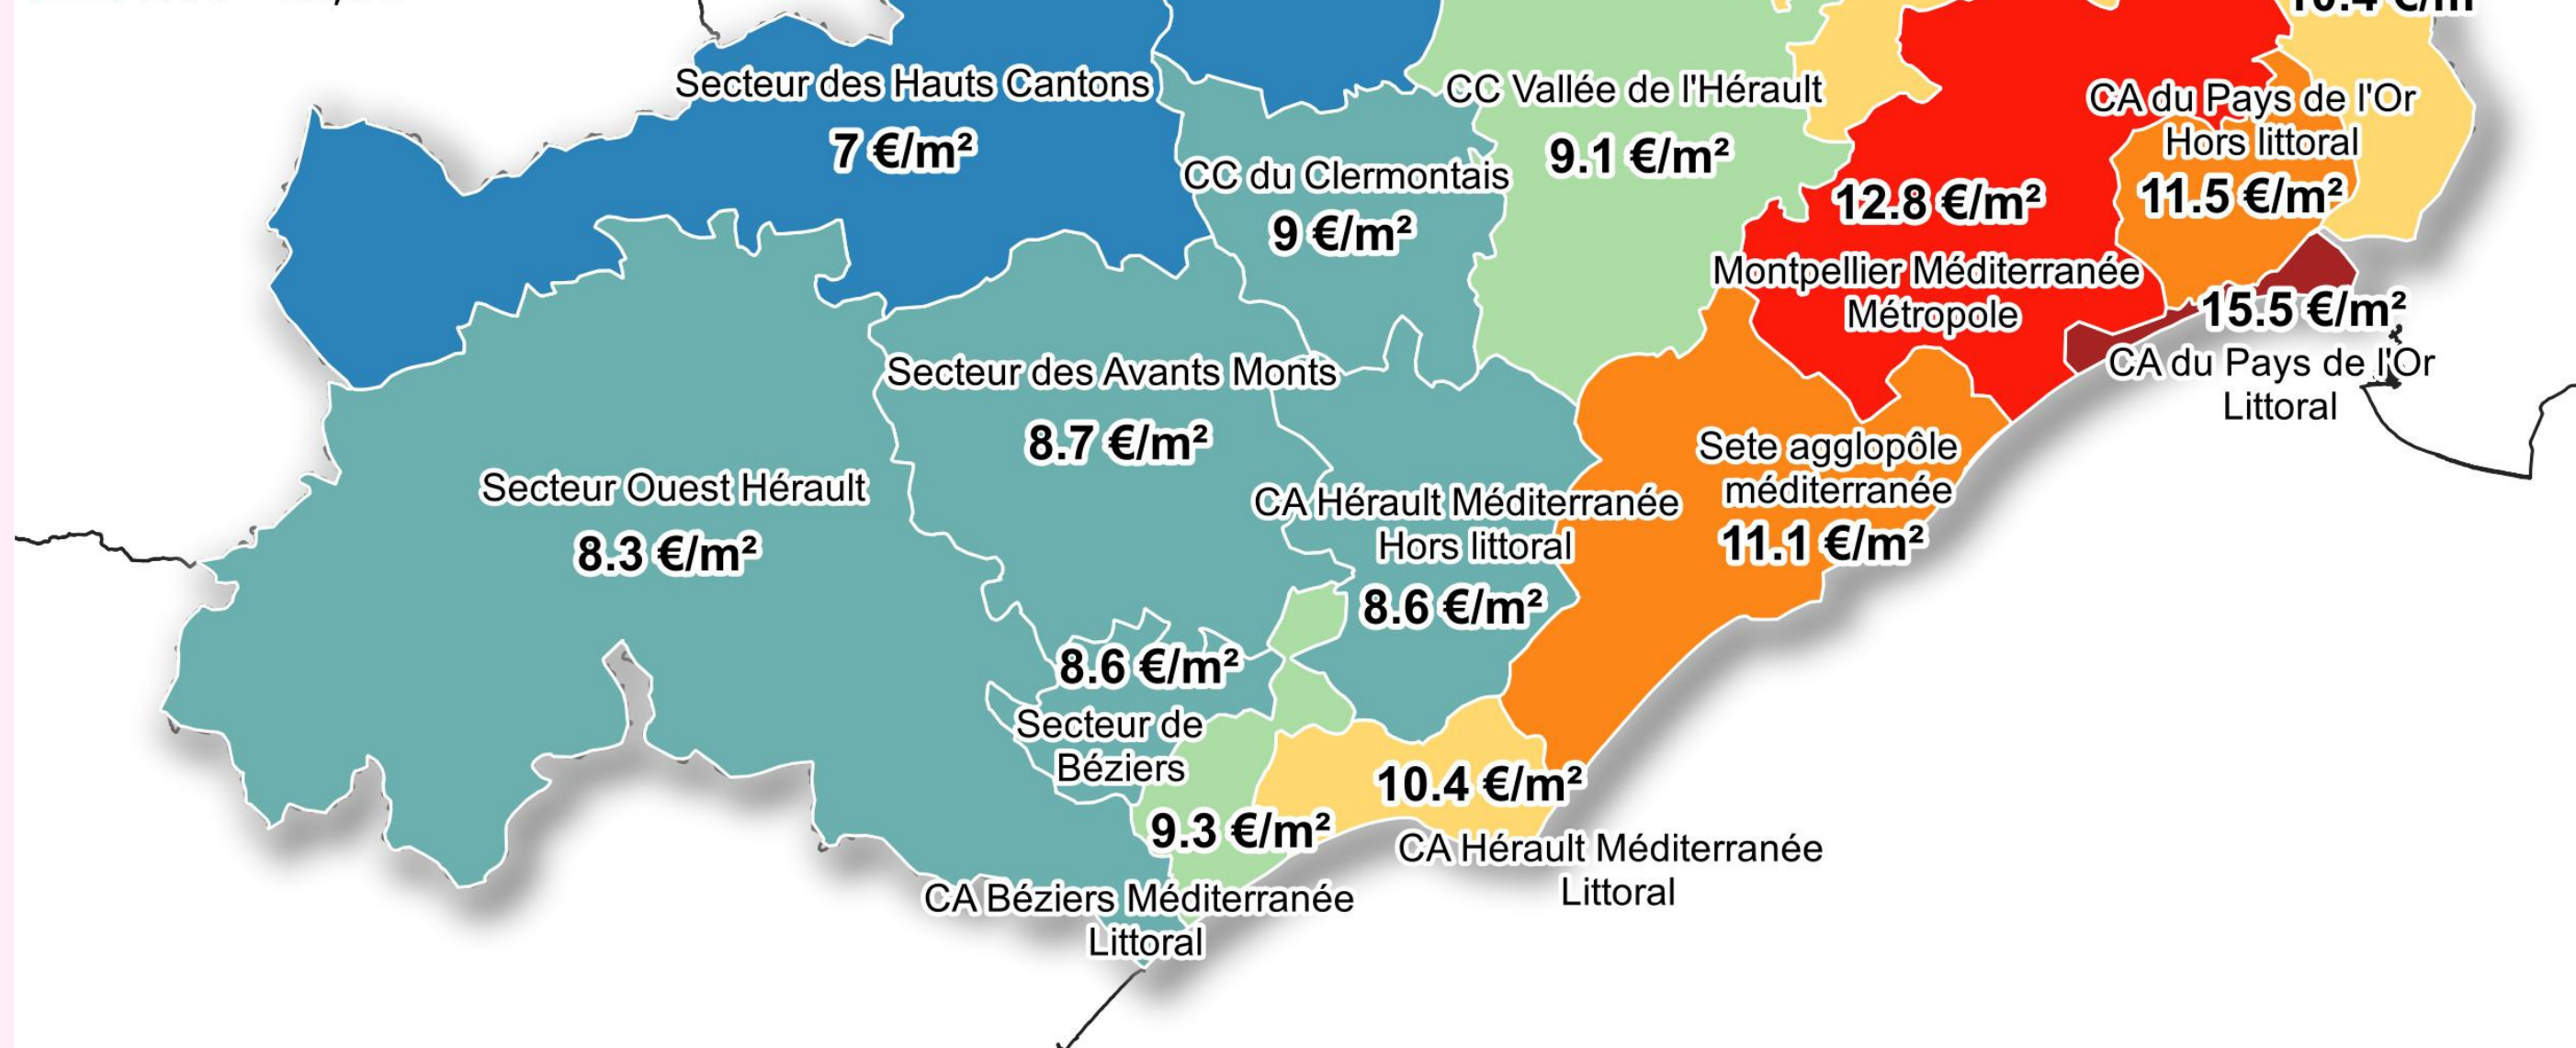 10.4 €/m²
Secteur des Hauts Cantons
7 €/m²
CC Vallée de l'Hérault
9.1 €/m²
CA du Pays de l'Or
Hors littoral
11.5 €/m²
CC du Clermontais
9 €/m²
12.8 €/m²
Montpellier Méditerranée
Métropole
15.5 €/m²
CA du Pays de l'Or
Littoral
Secteur des Avants Monts
8.7 €/m²
Secteur Ouest Hérault
8.3 €/m²
CA Hérault Méditerranée
Hors littoral
8.6 €/m²
Sete agglopôle
méditerranée
11.1 €/m²
8.6 €/m²
Secteur de
Béziers
9.3 €/m²
CA Béziers Méditerranée
Littoral
10.4 €/m²
CA Hérault Méditerranée
Littoral